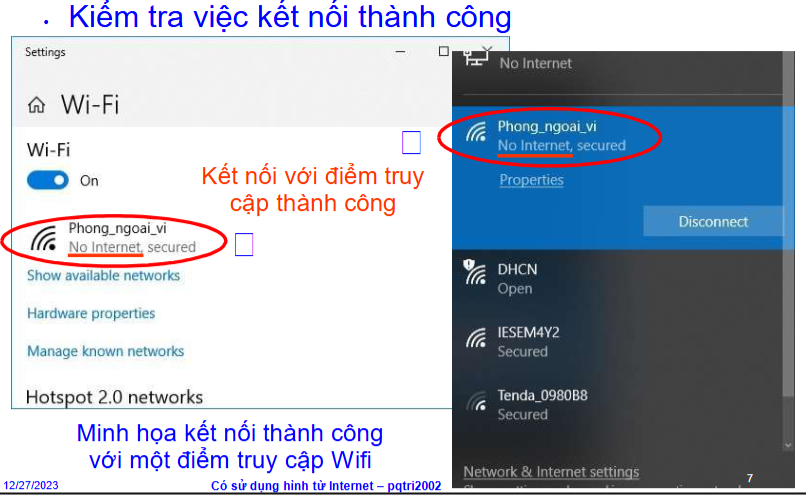 • Kiểm tra việc kết nối thành công
Settings
Wi-Fi
Wi-Fi
On
Phong_ngoai_vi
No Internet, secured
Show available networks
Hardware properties
Manage known networks
Hotspot 2.0 networks
Kết nối với điểm truy
cập thành công
No Internet
Phong_ngoai_vi
No Internet, secured
Properties
Disconnect
DHCN
Open
IESEM4Y2
Secured
Tenda_0980B8
Secured
Network & Internet settings
Minh họa kết nối thành công
với một điểm truy cập Wifi
12/27/2023
Có sử dụng hình từ Internet – pqtri2002
7